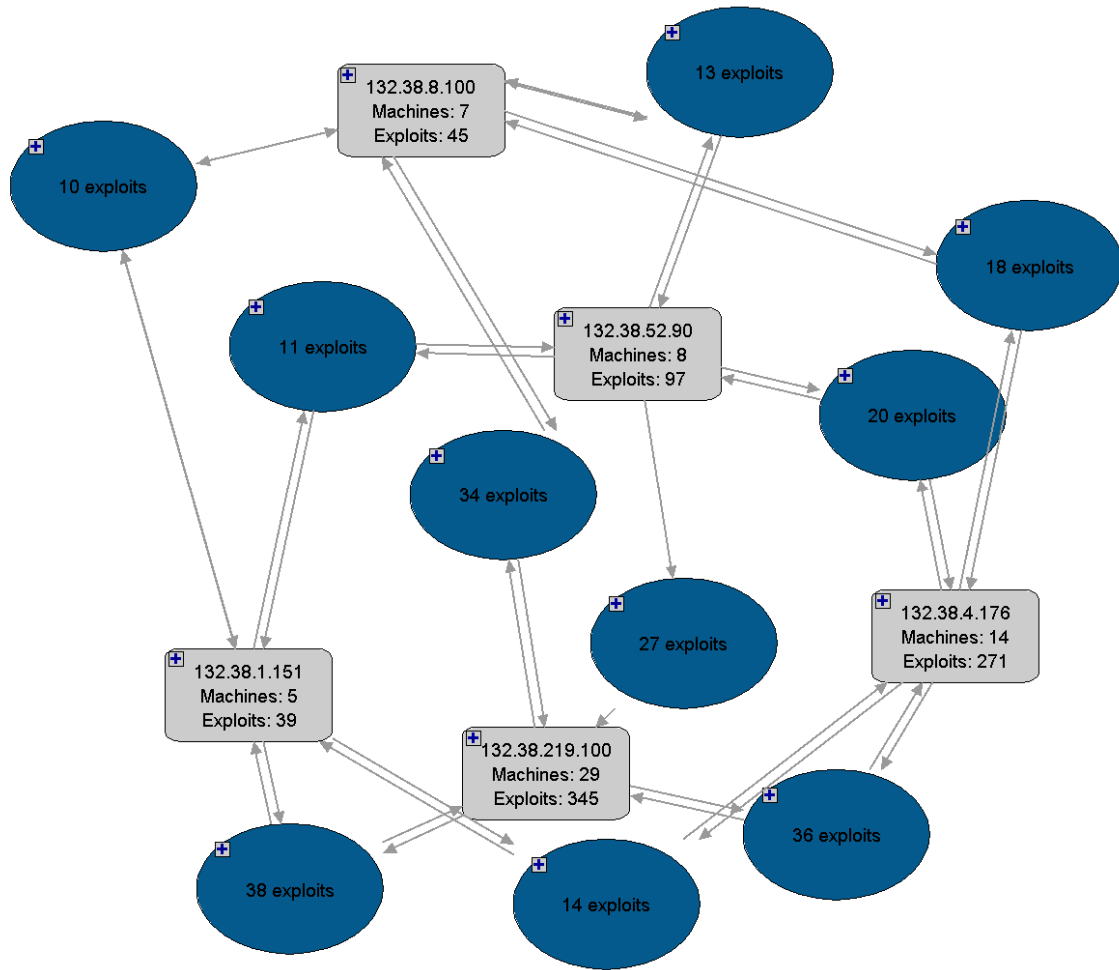 13 exploits
132.38.8.100
Machines: 7
Exploits: 45
10 exploits
18 exploits
132.38.52.90
Machines: 8
Exploits: 97
11 exploits
20 exploits
34 exploits
132.38.4.176
Machines: 14
Exploits: 271
27 exploits
132.38.1.151
Machines: 5
Exploits: 39
132.38.219.100
Machines: 29
Exploits: 345
36 exploits
38 exploits
14 exploits